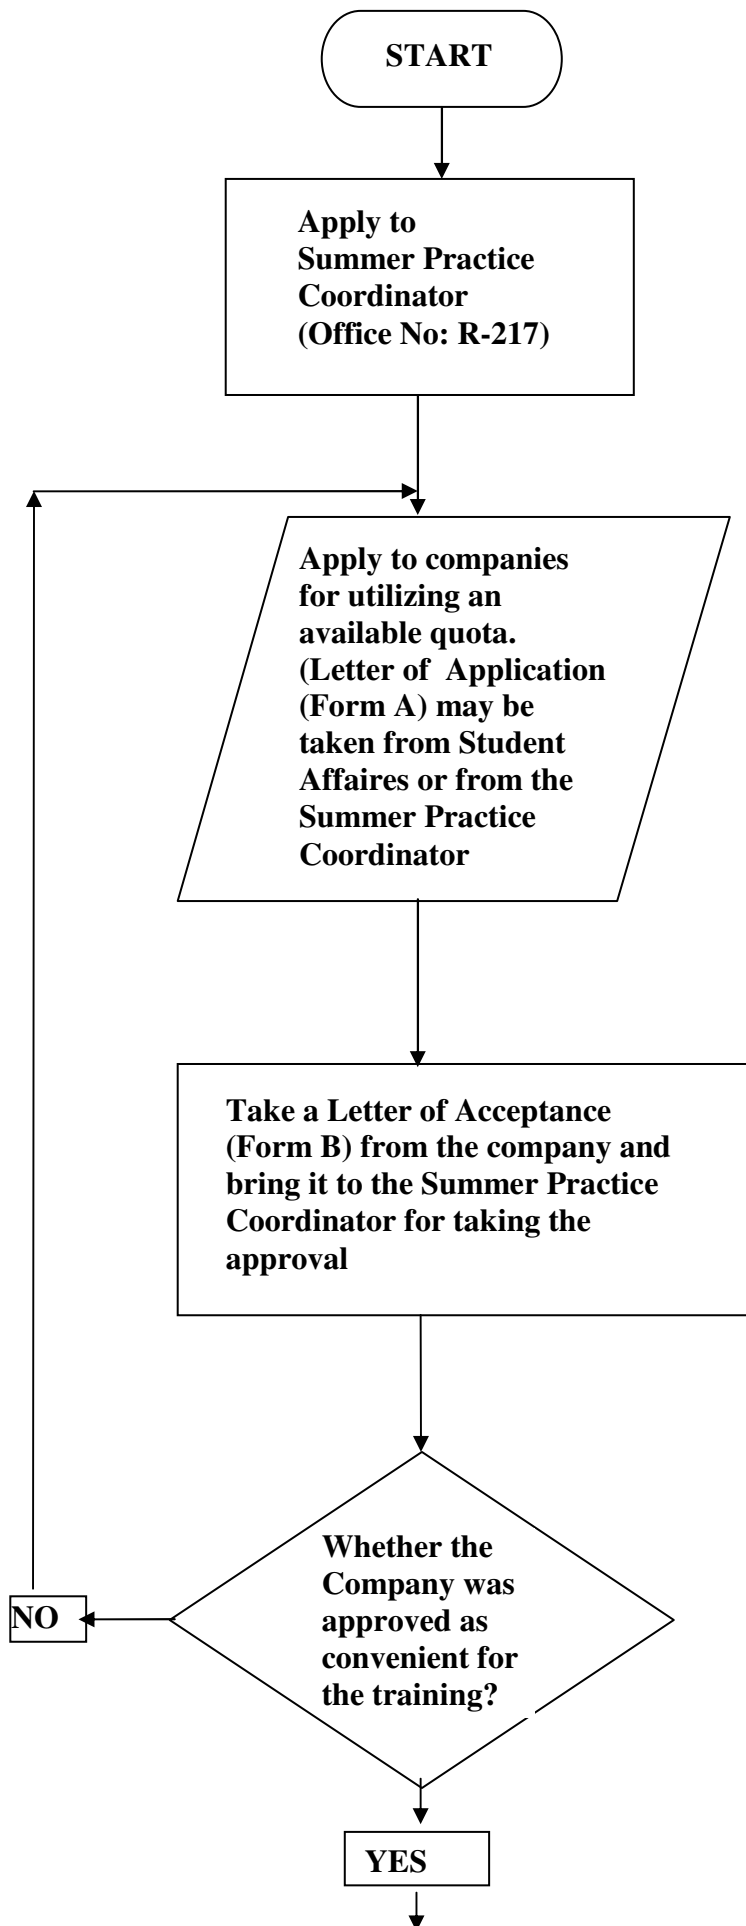 START
Apply to
Summer Practice
Coordinator
(Office No: R-217)
Apply to companies
for utilizing an
available quota.
(Letter of Application
(Form A) may be
taken from Student
Affaires or from the
Summer Practice
Coordinator
Take a Letter of Acceptance
(Form B) from the company and
bring it to the Summer Practice
Coordinator for taking the
approval
Whether the
Company was
approved as
convenient for
the training?
NO
YES